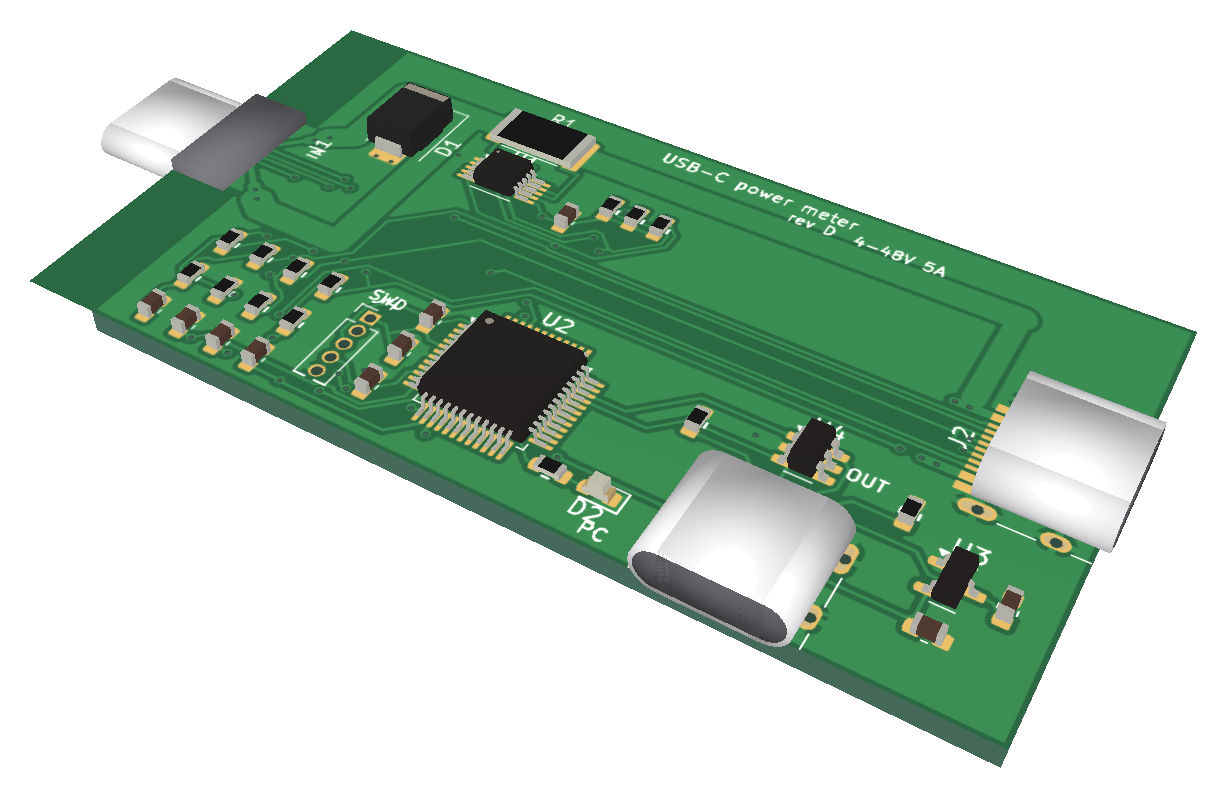 R1
D1
IN1
USB-C power meter
rev D 4-48V 5A
SWD
U2
J2
OUT
D2
PC
U3